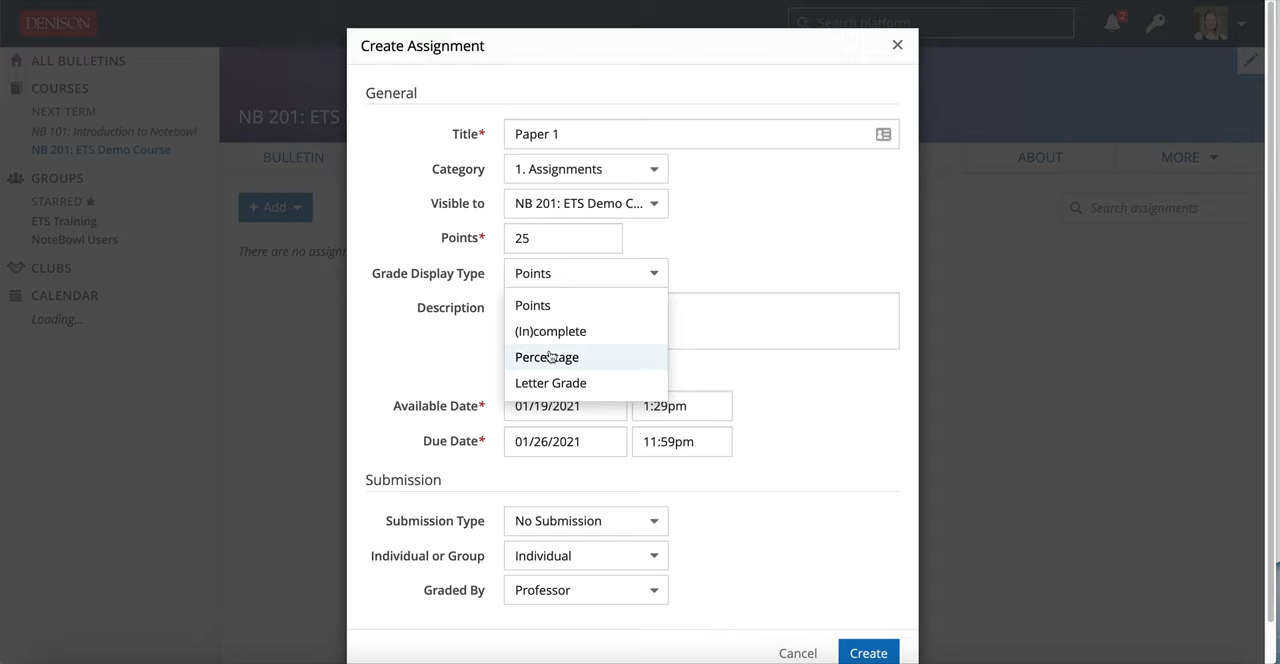 DENISON
Search platform
2
Create Assignment
ALL BULLETINS
COURSES
NEXT TERM
NB 101: Introduction to Notebowl
NB 201: ETS Demo Course
GROUPS
STARRED
ETS Training
NoteBowl Users
CLUBS
CALENDAR
Loading...
NB 201: ETS
BULLETIN
ABOUT
MORE
+ Add
Search assignments
There are no assignm
General
Title* Paper 1
Category 1. Assignments
Visible to NB 201: ETS Demo C...
Points* 25
Grade Display Type Points
Points
(In)complete
Percentage
Letter Grade
Description
Available Date* 01/19/2021 1:29pm
Due Date* 01/26/2021 11:59pm
Submission
Submission Type No Submission
Individual or Group Individual
Graded By Professor
Cancel Create